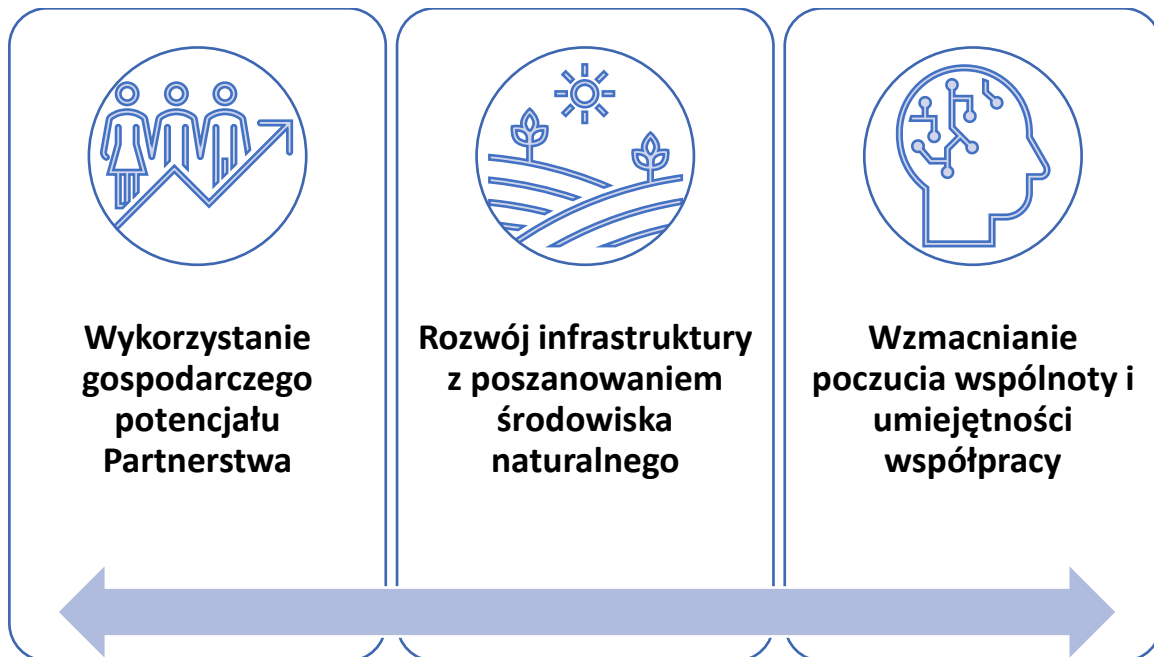 Wykorzystanie
gospodarczego
potencjału
Partnerstwa
Rozwój infrastruktury
z poszanowaniem
środowiska
naturalnego
Wzmacnianie
poczucia wspólnoty i
umiejętności
współpracy